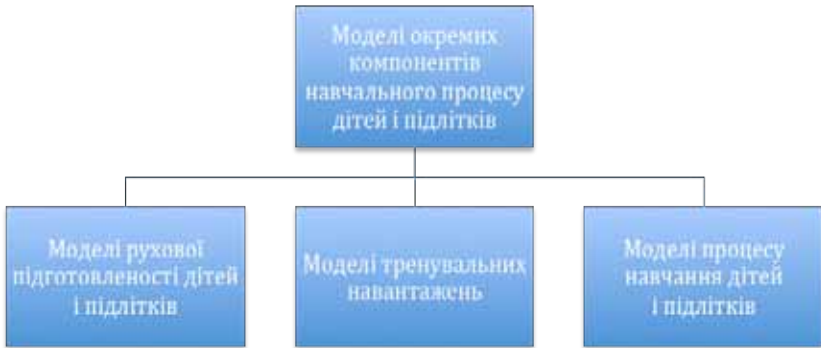 Моделі окремих
компонентів
навчального процесу
дітей і підлітків
Моделі рухової
підготовленості дітей
і підлітків
Моделі тренувальних
навантажень
Моделі процесу
навчання дітей
і підлітків